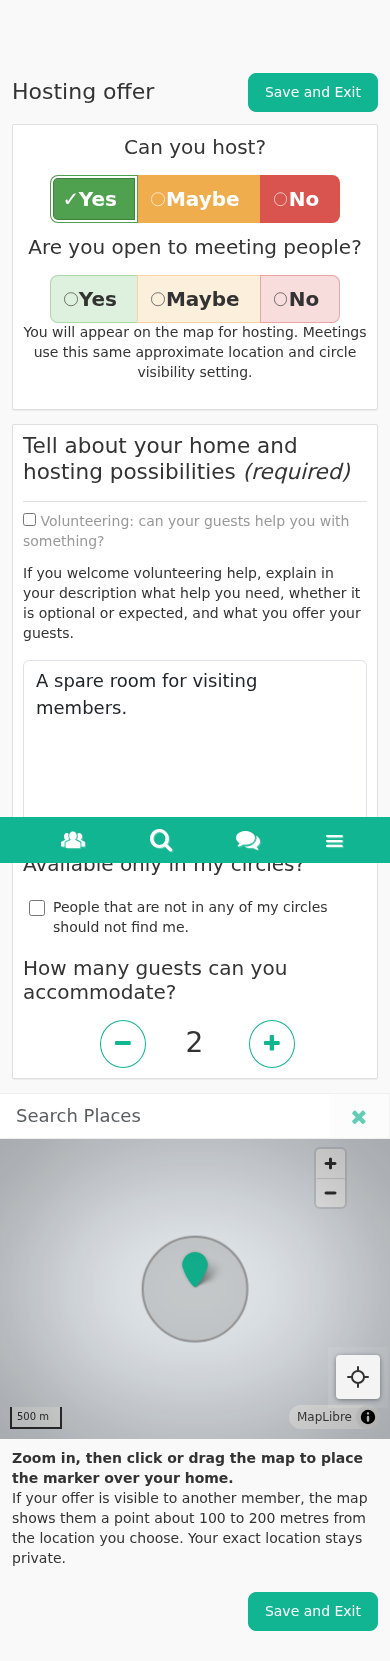 Hosting offer
Save and Exit
Can you host?
✓Yes
Maybe
No
Are you open to meeting people?
Yes
Maybe
No
You will appear on the map for hosting. Meetings
use this same approximate location and circle
visibility setting.
Tell about your home and
hosting possibilities (required)
Volunteering: can your guests help you with
something?
If you welcome volunteering help, explain in
your description what help you need, whether it
is optional or expected, and what you offer your
guests.
A spare room for visiting
members.
Available only in my circles?
People that are not in any of my circles
should not find me.
How many guests can you
accommodate?
2
Search Places
500 m
MapLibre
Zoom in, then click or drag the map to place
the marker over your home.
If your offer is visible to another member, the map
shows them a point about 100 to 200 metres from
the location you choose. Your exact location stays
private.
Save and Exit